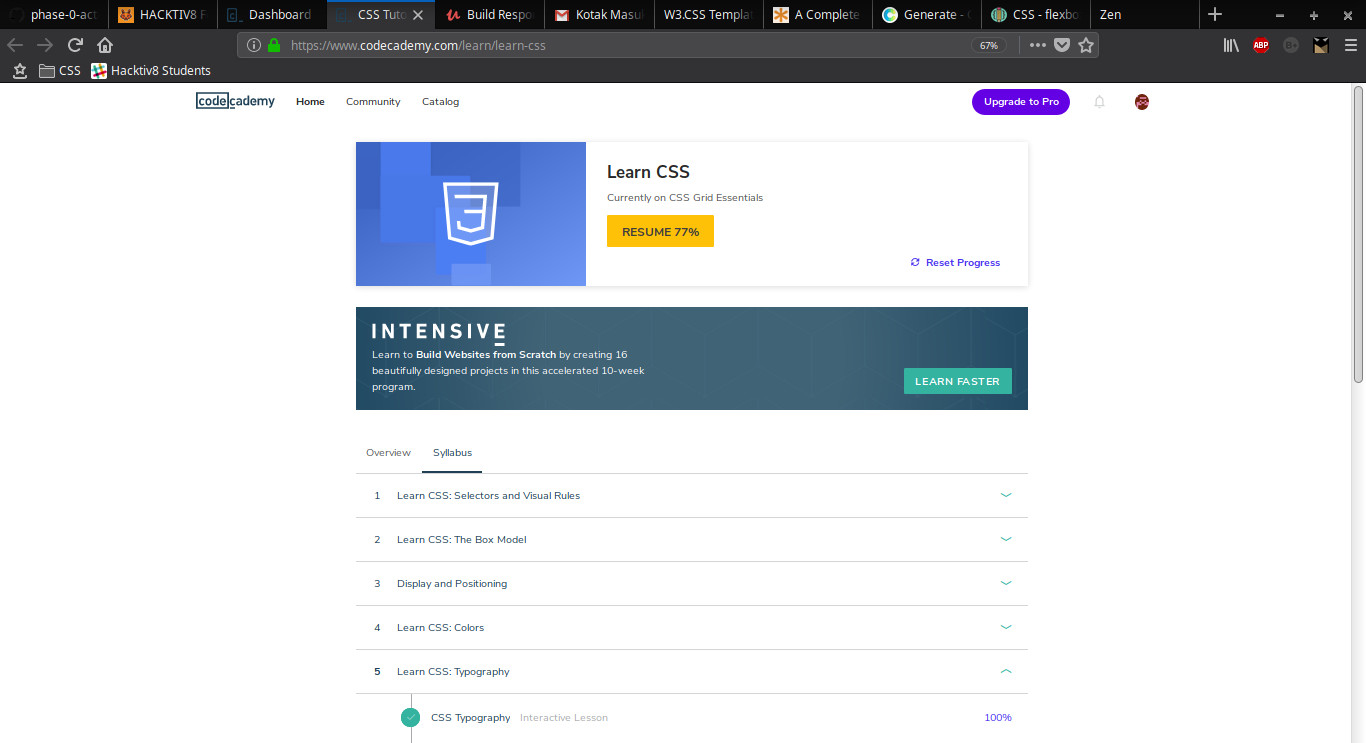 phase-0-act
HACKTIV8 F
Dashboard
CSS Tuto
Build Respo
Kotak Masu
W3.CSS Templa
A Complete
Generate -
CSS - flexbo
Zen
https://www.codecademy.com/learn/learn-css
67%
ABP
CSS
Hacktiv8 Students
codecademy
Home
Community
Catalog
Upgrade to Pro
Learn CSS
Currently on CSS Grid Essentials
RESUME 77%
Reset Progress
INTENSIVE
Learn to Build Websites from Scratch by creating 16
beautifully designed projects in this accelerated 10-week
program.
LEARN FASTER
Overview
Syllabus
1 Learn CSS: Selectors and Visual Rules
2 Learn CSS: The Box Model
3 Display and Positioning
4 Learn CSS: Colors
5 Learn CSS: Typography
CSS Typography Interactive Lesson 100%